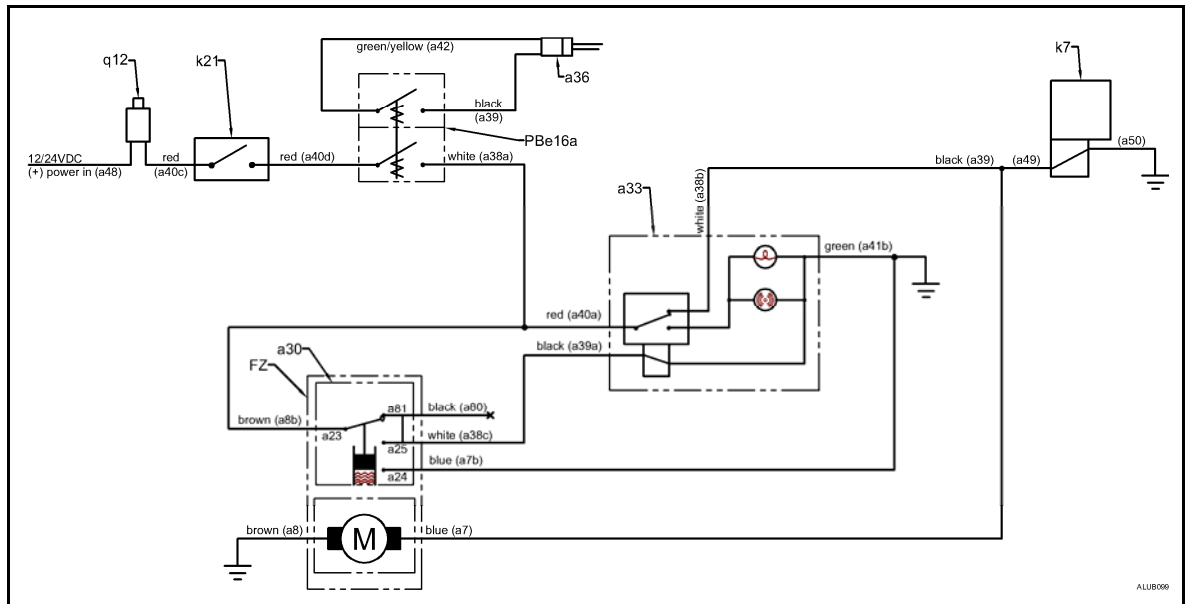 green/yellow (a42)
a36
k7
q12
k21
black
(a39)
PBe16a
12/24VDC
(+) power in (a48)
red
(a40c)
red (a40d)
white (a38a)
black (a39)
(a49)
(a50)
a33
white (a38b)
green (a41b)
red (a40a)
black (a39a)
a30
FZ
a81
black (a80)
brown (a8b)
a23
white (a38c)
a25
blue (a7b)
a24
brown (a8)
M
blue (a7)
ALUB099